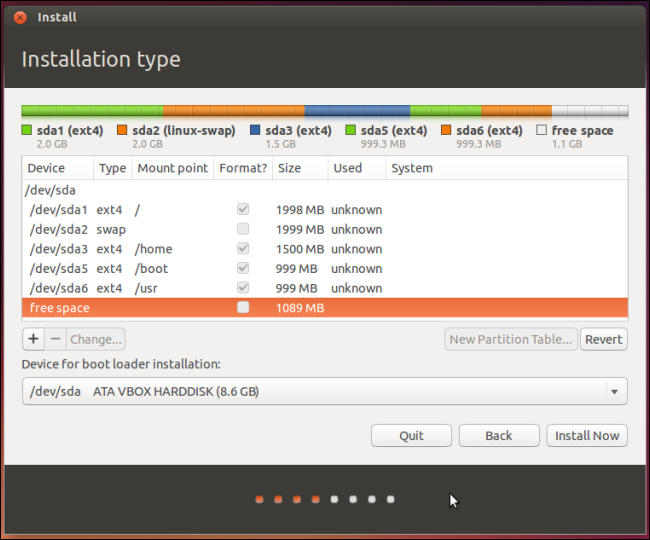 Install
Installation type
sda1 (ext4) sda2 (linux-swap) sda3 (ext4) sda5 (ext4) sda6 (ext4) free space
2.0 GB 2.0 GB 1.5 GB 999.3 MB 999.3 MB 1.1 GB
Device Type Mount point Format? Size Used System
/dev/sda
/dev/sda1 ext4 / 1998 MB unknown
/dev/sda2 swap 1999 MB unknown
/dev/sda3 ext4 /home 1500 MB unknown
/dev/sda5 ext4 /boot 999 MB unknown
/dev/sda6 ext4 /usr 999 MB unknown
free space 1089 MB
+ − Change... New Partition Table... Revert
Device for boot loader installation:
/dev/sda ATA VBOX HARDDISK (8.6 GB)
Quit Back Install Now